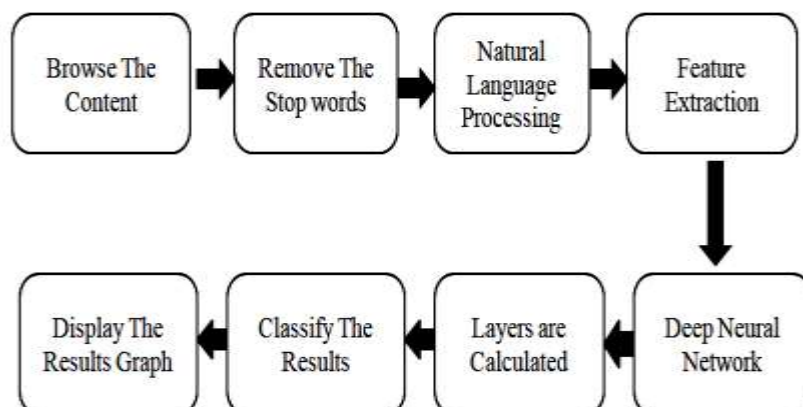 Browse The
Content
Remove The
Stop words
Natural
Language
Processing
Feature
Extraction
Deep Neural
Network
Layers are
Calculated
Classify The
Results
Display The
Results Graph